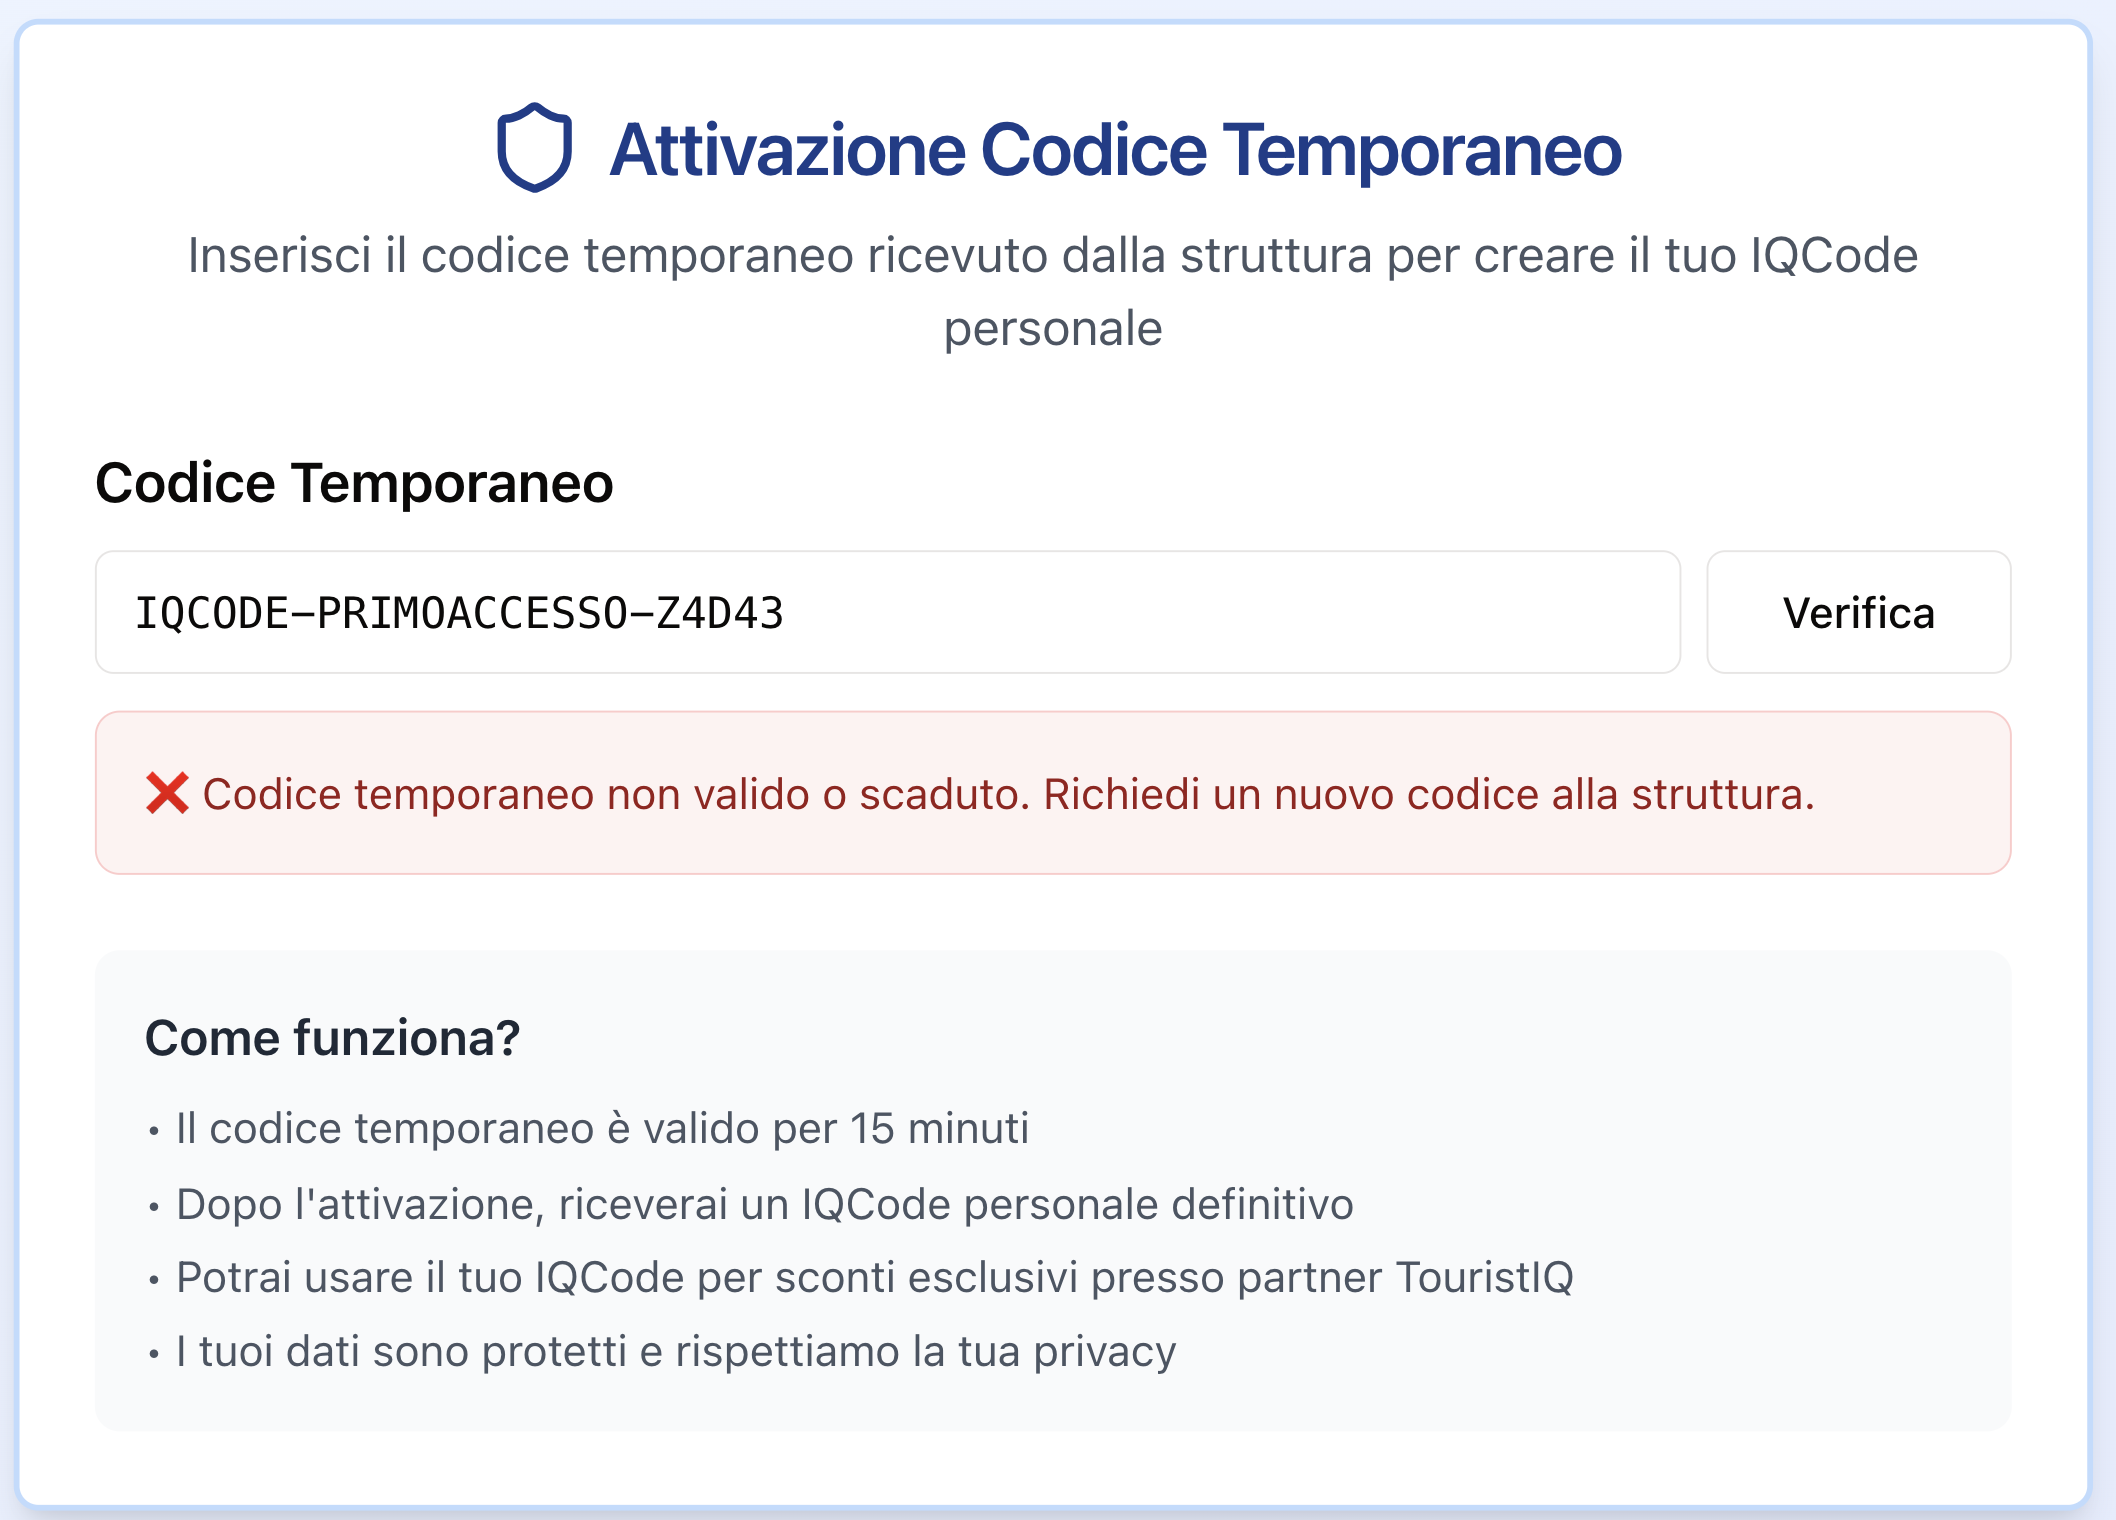 Attivazione Codice Temporaneo
Inserisci il codice temporaneo ricevuto dalla struttura per creare il tuo IQCode
personale
Codice Temporaneo
IQCODE-PRIMOACCESSO-Z4D43
Verifica
❌ Codice temporaneo non valido o scaduto. Richiedi un nuovo codice alla struttura.
Come funziona?
• Il codice temporaneo è valido per 15 minuti
• Dopo l'attivazione, riceverai un IQCode personale definitivo
• Potrai usare il tuo IQCode per sconti esclusivi presso partner TouristIQ
• I tuoi dati sono protetti e rispettiamo la tua privacy